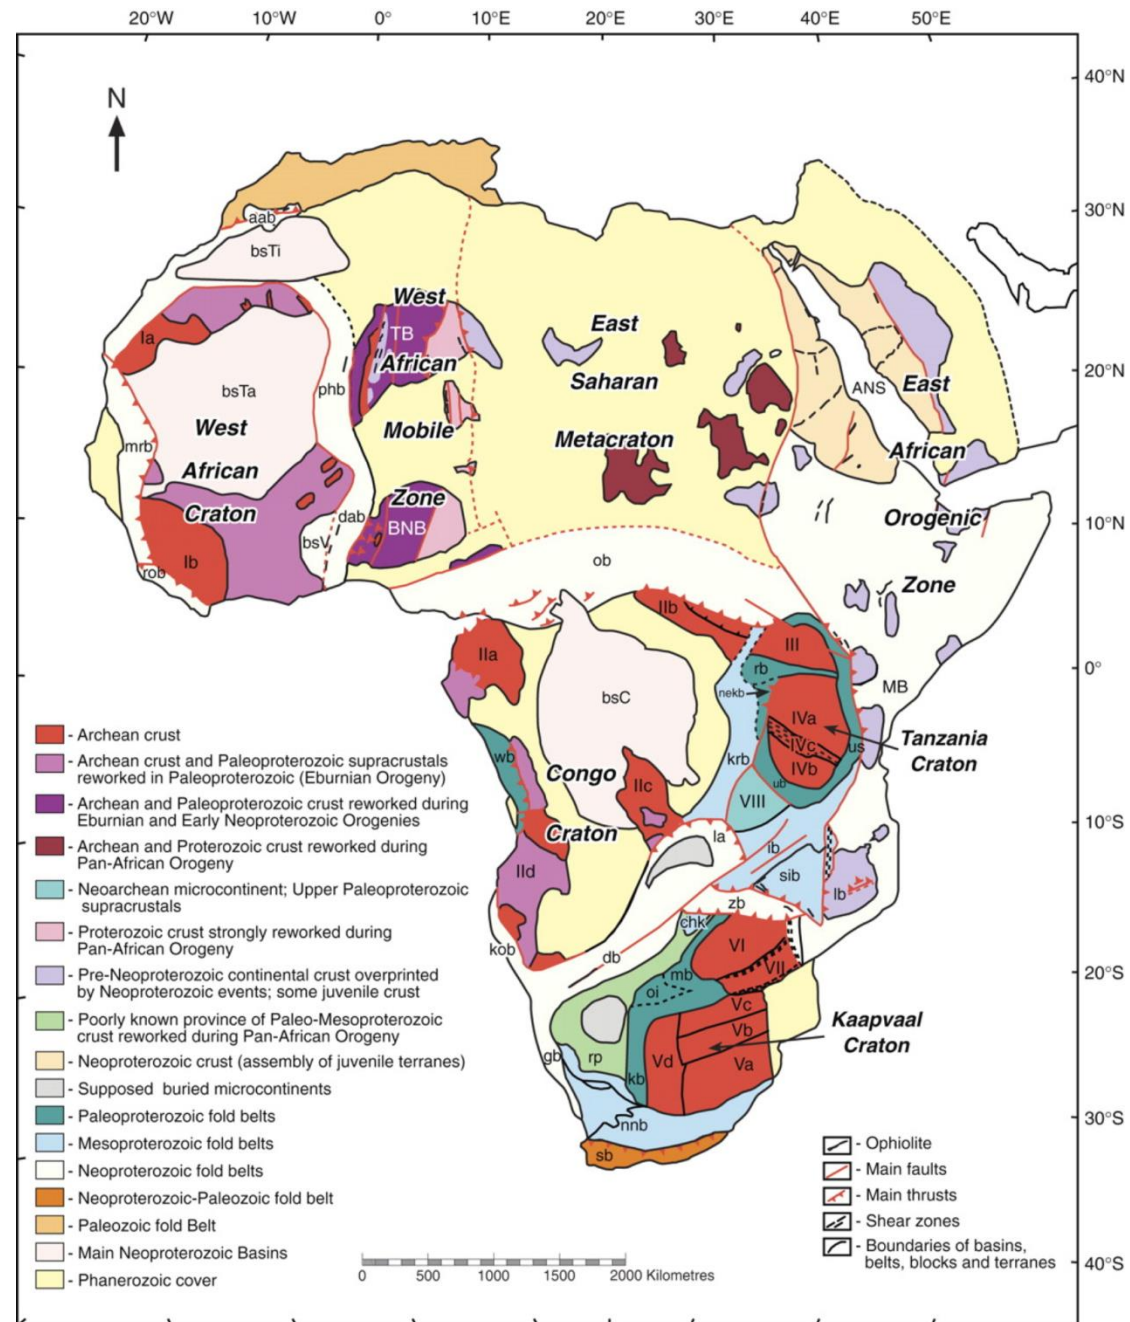 20°W 10°W 0° 10°E 20°E 30°E 40°E 50°E
40°N
N
30°N
aab
bsTi
West
TB
African
East
Saharan
Ia
20°N
bsTa
phb
ANS
East
West
Mobile
Metacraton
African
mrb
African
Craton
Zone
dab
BNB
Orogenic
10°N
bsV
Ib
rob
ob
Zone
IIb
IIa
III
rb
0°
nekb
bsC
MB
IVa
IVc
IVb
us
Tanzania
Craton
wb
krb
Congo
ub
IIc
VIII
Craton
la
10°S
ib
IId
sib
lb
zb
chk
kob
db
VI
VII
mb
20°S
oi
Vc
Vb
Kaapvaal
Craton
gb
rp
Vd
Va
kb
30°S
nnb
sb
40°S
- Archean crust
- Archean crust and Paleoproterozoic supracrustals
reworked in Paleoproterozoic (Eburnian Orogeny)
- Archean and Paleoproterozoic crust reworked during
Eburnian and Early Neoproterozoic Orogenies
- Archean and Proterozoic crust reworked during
Pan-African Orogeny
- Neoarchean microcontinent; Upper Paleoproterozoic
supracrustals
- Proterozoic crust strongly reworked during
Pan-African Orogeny
- Pre-Neoproterozoic continental crust overprinted
by Neoproterozoic events; some juvenile crust
- Poorly known province of Paleo-Mesoproterozoic
crust reworked during Pan-African Orogeny
- Neoproterozoic crust (assembly of juvenile terranes)
- Supposed buried microcontinents
- Paleoproterozoic fold belts
- Mesoproterozoic fold belts
- Neoproterozoic fold belts
- Neoproterozoic-Paleozoic fold belt
- Paleozoic fold Belt
- Main Neoproterozoic Basins
- Phanerozoic cover
- Ophiolite
- Main faults
- Main thrusts
- Shear zones
- Boundaries of basins,
belts, blocks and terranes
0 500 1000 1500 2000 Kilometres